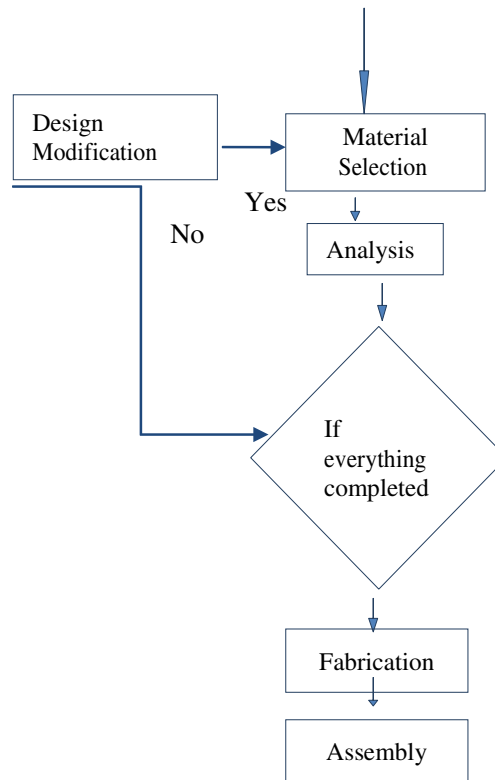 Design
Modification
Material
Selection
Yes
No
Analysis
If
everything
completed
Fabrication
Assembly